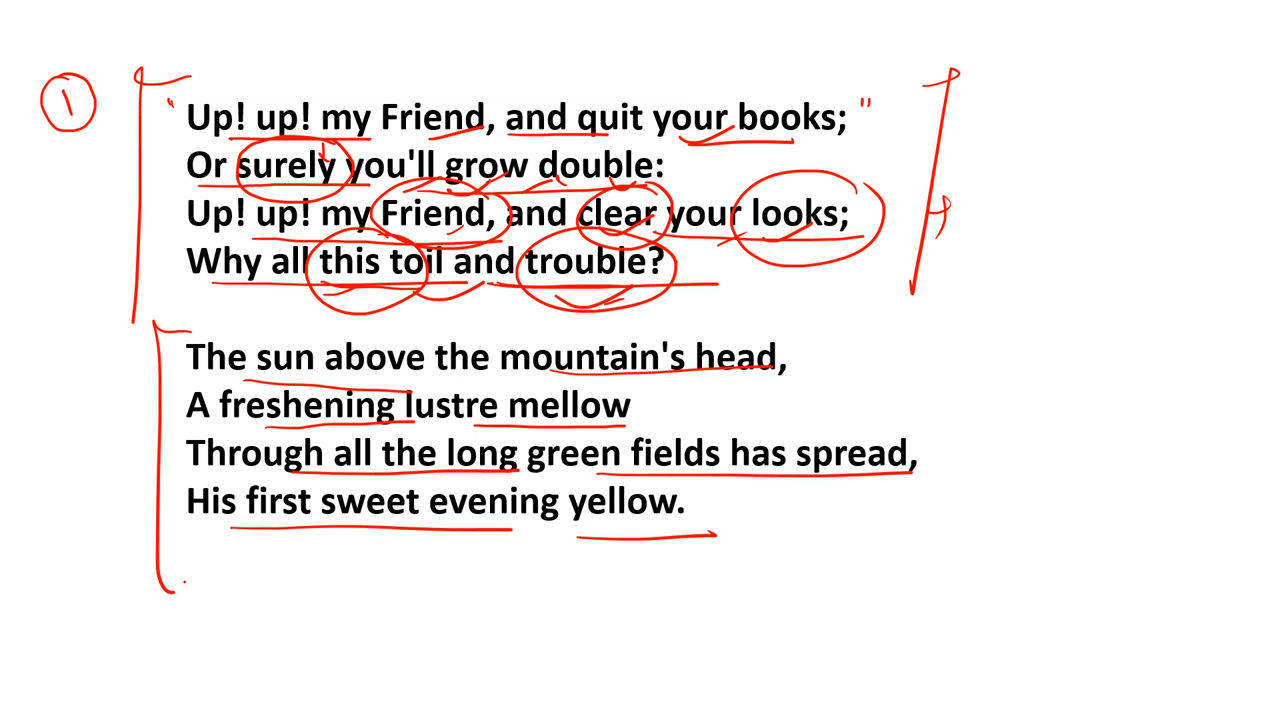 1
"Up! up! my Friend, and quit your books;"
Or surely you'll grow double:
Up! up! my Friend, and clear your looks;
Why all this toil and trouble?
The sun above the mountain's head,
A freshening lustre mellow
Through all the long green fields has spread,
His first sweet evening yellow.